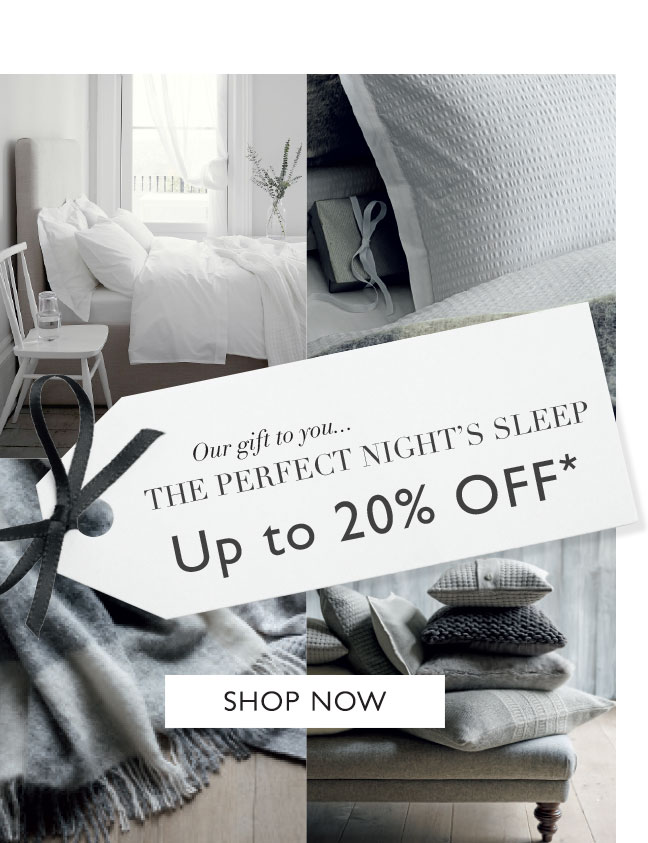 Our gift to you...
THE PERFECT NIGHT'S SLEEP
Up to 20% OFF*
SHOP NOW